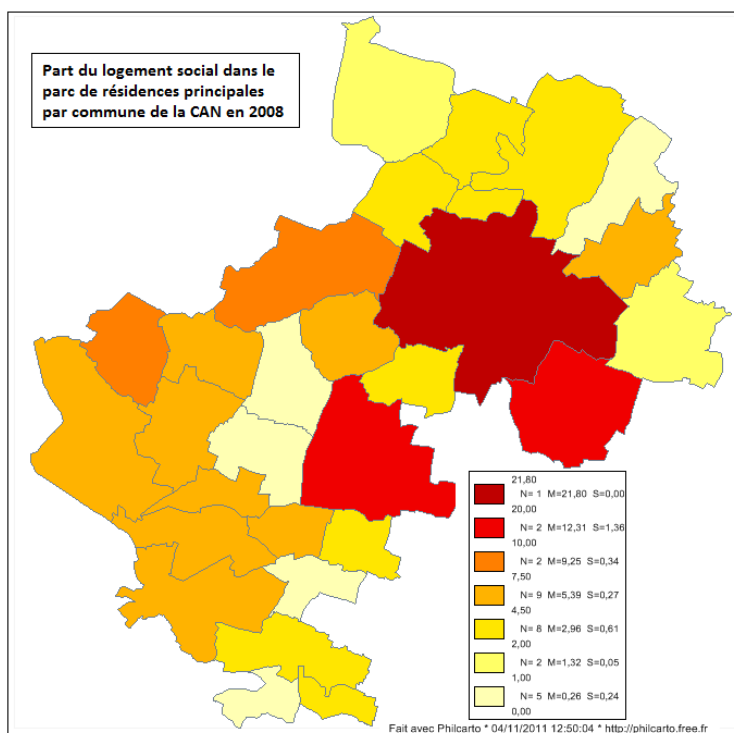 Part du logement social dans le
parc de résidences principales
par commune de la CAN en 2008
21,80
N= 1 M=21,80 S=0,00
20,00
N= 2 M=12,31 S=1,36
10,00
N= 2 M=9,25 S=0,34
7,50
N= 9 M=5,39 S=0,27
4,50
N= 8 M=2,96 S=0,61
2,00
N= 2 M=1,32 S=0,05
1,00
N= 5 M=0,26 S=0,24
0,00
Fait avec Philcarto * 04/11/2011 12:50:04 * http://philcarto.free.fr